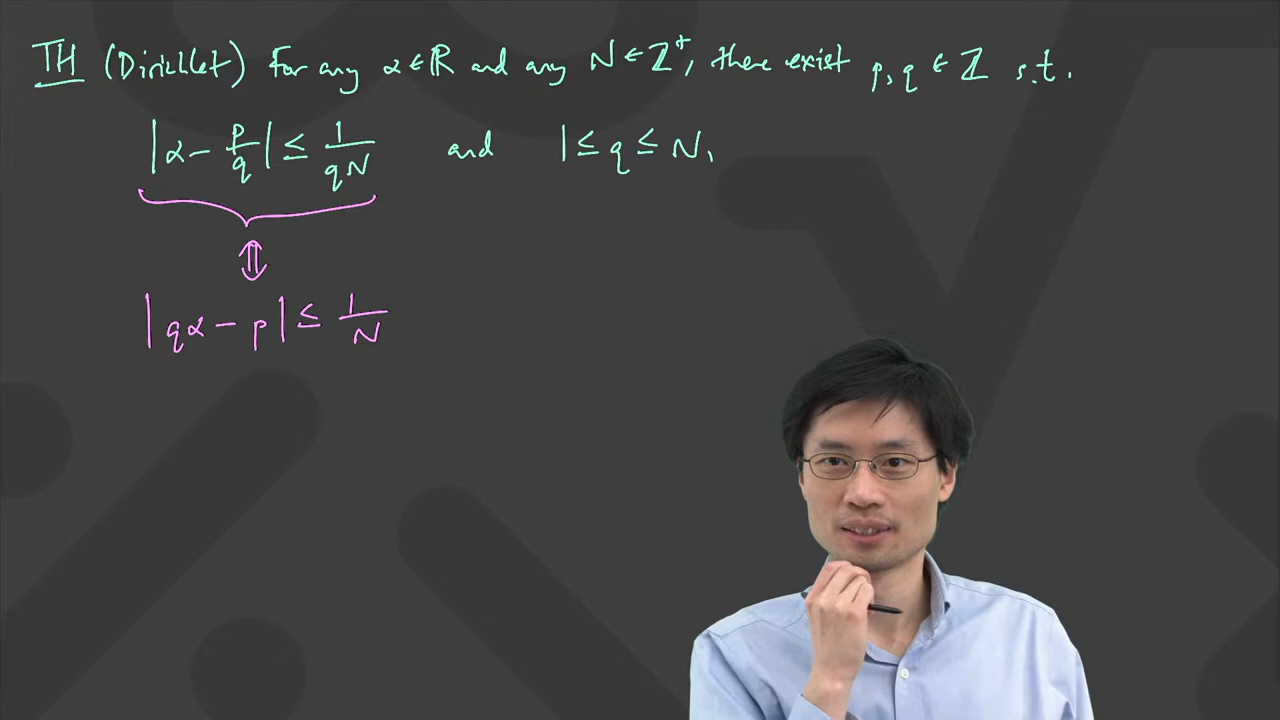 TH (Dirichlet) For any α ∈ ℝ and any N ∈ ℤ⁺, there exist p, q ∈ ℤ s.t.
|α − p/q| ≤ 1/(qN) and 1 ≤ q ≤ N.
⇕
|qα − p| ≤ 1/N